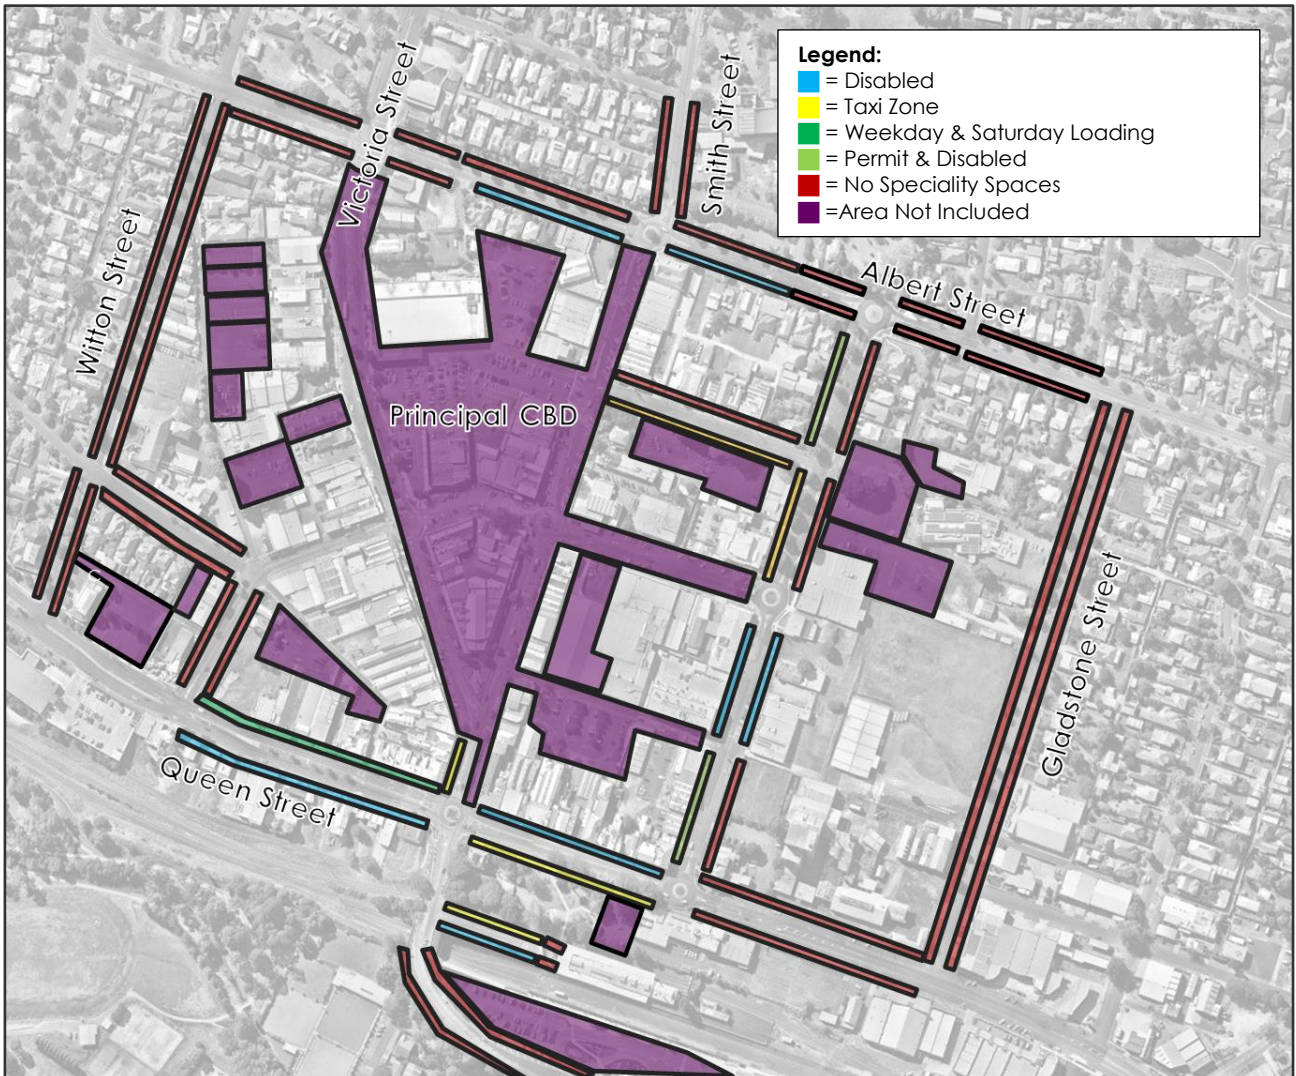 Legend:
= Disabled
= Taxi Zone
= Weekday & Saturday Loading
= Permit & Disabled
= No Speciality Spaces
=Area Not Included
Victoria Street
Smith Street
Albert Street
Witton Street
Principal CBD
Gladstone Street
Queen Street